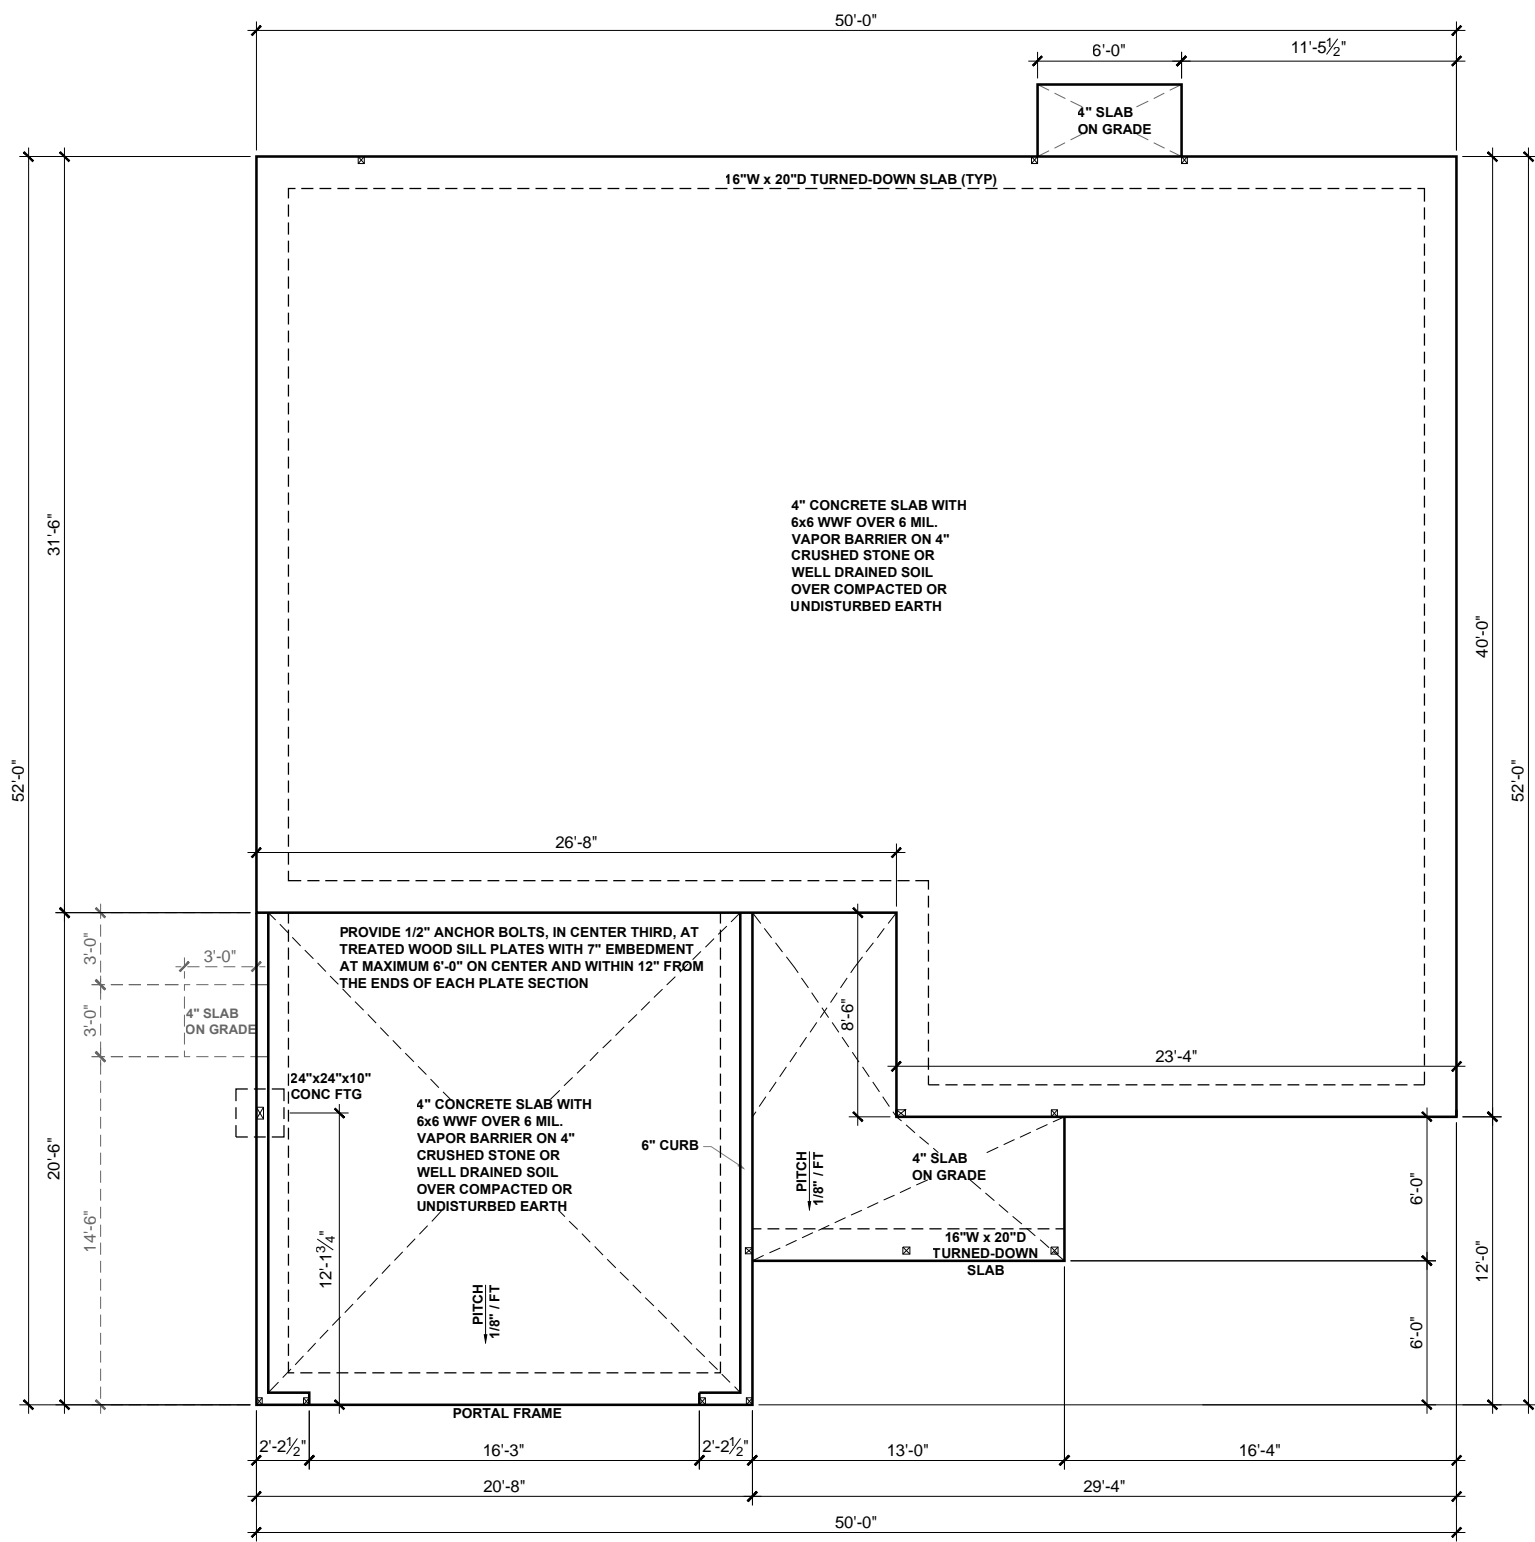 50'-0"
6'-0"
11'-5½"
4" SLAB
ON GRADE
16"W x 20"D TURNED-DOWN SLAB (TYP)
31'-6"
52'-0"
4" CONCRETE SLAB WITH
6x6 WWF OVER 6 MIL.
VAPOR BARRIER ON 4"
CRUSHED STONE OR
WELL DRAINED SOIL
OVER COMPACTED OR
UNDISTURBED EARTH
40'-0"
52'-0"
26'-8"
PROVIDE 1/2" ANCHOR BOLTS, IN CENTER THIRD, AT
TREATED WOOD SILL PLATES WITH 7" EMBEDMENT
AT MAXIMUM 6'-0" ON CENTER AND WITHIN 12" FROM
THE ENDS OF EACH PLATE SECTION
3'-0"
3'-0"
3'-0"
4" SLAB
ON GRADE
8'-6"
23'-4"
24"x24"x10"
CONC FTG
4" CONCRETE SLAB WITH
6x6 WWF OVER 6 MIL.
VAPOR BARRIER ON 4"
CRUSHED STONE OR
WELL DRAINED SOIL
OVER COMPACTED OR
UNDISTURBED EARTH
6" CURB
PITCH
1/8" / FT
4" SLAB
ON GRADE
20'-6"
14'-6"
12'-1¾"
6'-0"
16"W x 20"D
TURNED-DOWN
SLAB
12'-0"
PITCH
1/8" / FT
6'-0"
PORTAL FRAME
2'-2½"
16'-3"
2'-2½"
13'-0"
16'-4"
20'-8"
29'-4"
50'-0"